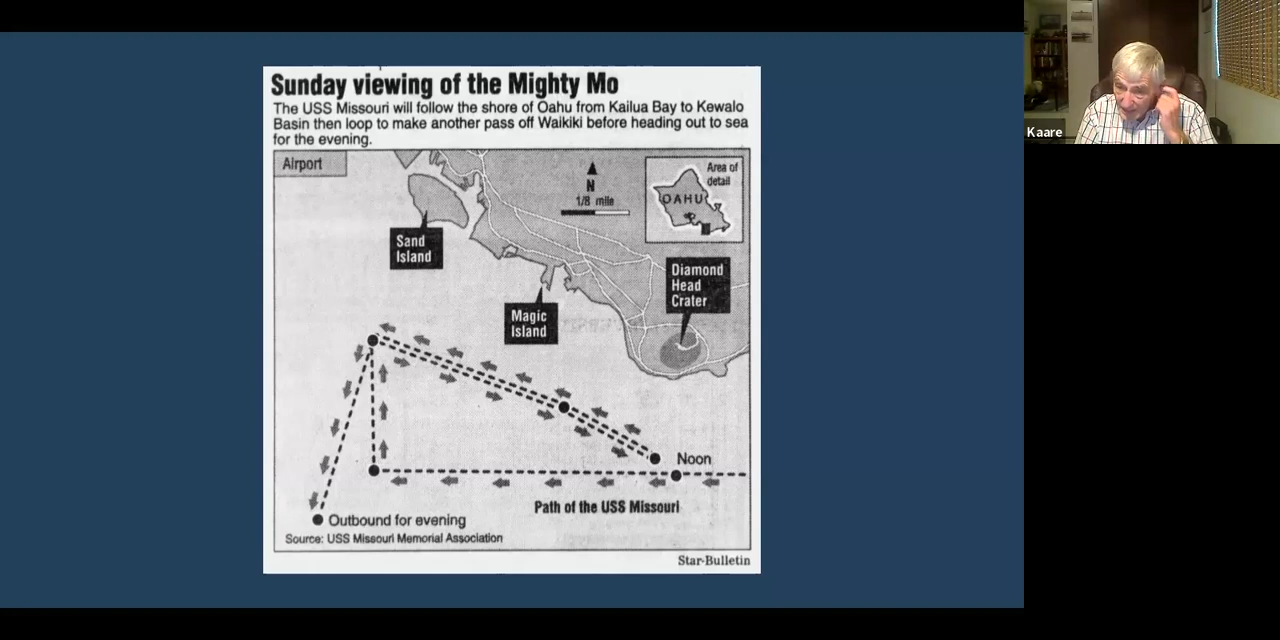 Sunday viewing of the Mighty Mo
The USS Missouri will follow the shore of Oahu from Kailua Bay to Kewalo
Basin then loop to make another pass off Waikiki before heading out to sea
for the evening.
Airport
N
1/8 mile
Area of
detail
OAHU
Sand
Island
Magic
Island
Diamond
Head
Crater
Noon
Path of the USS Missouri
Outbound for evening
Source: USS Missouri Memorial Association
Star-Bulletin
Kaare